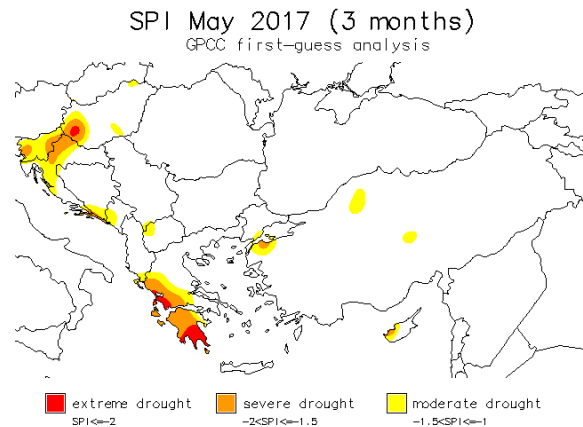 SPI May 2017 (3 months)
GPCC first-guess analysis
extreme drought severe drought moderate drought
SPI<=-2 -2<SPI<=-1.5 -1.5<SPI<=-1